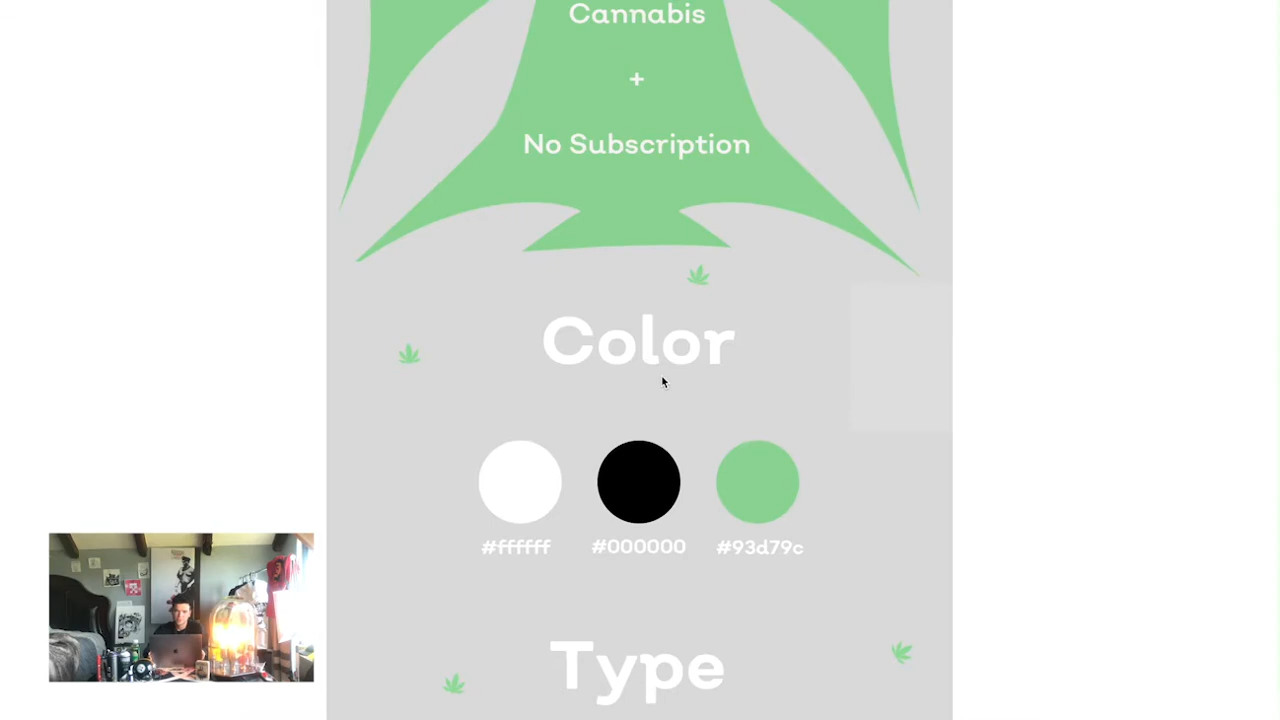 Cannabis
+
No Subscription
Color
#ffffff #000000 #93d79c
Type